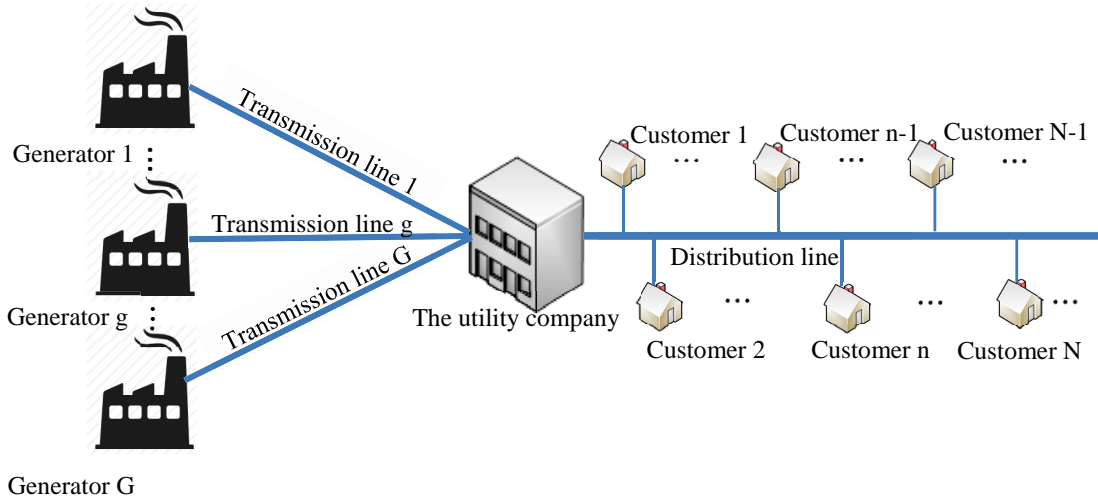 Generator 1
Generator g
Generator G
Transmission line 1
Transmission line g
Transmission line G
The utility company
Customer 1
...
Customer n-1
...
Customer N-1
...
Distribution line
...
...
...
Customer 2
Customer n
Customer N